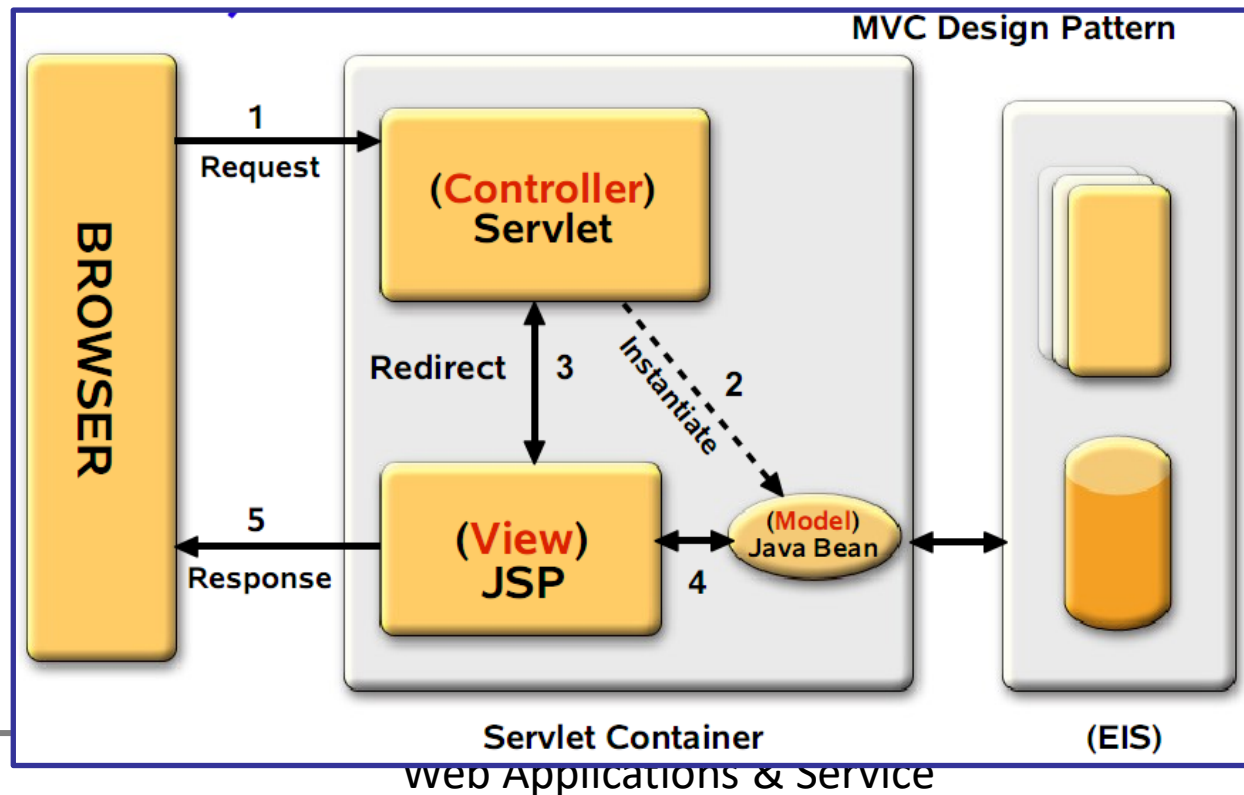 MVC Design Pattern
BROWSER
1
Request
(Controller)
Servlet
Redirect
3
2
Instantiate
5
Response
(View)
JSP
4
(Model)
Java Bean
Servlet Container
(EIS)
Web Applications & Service